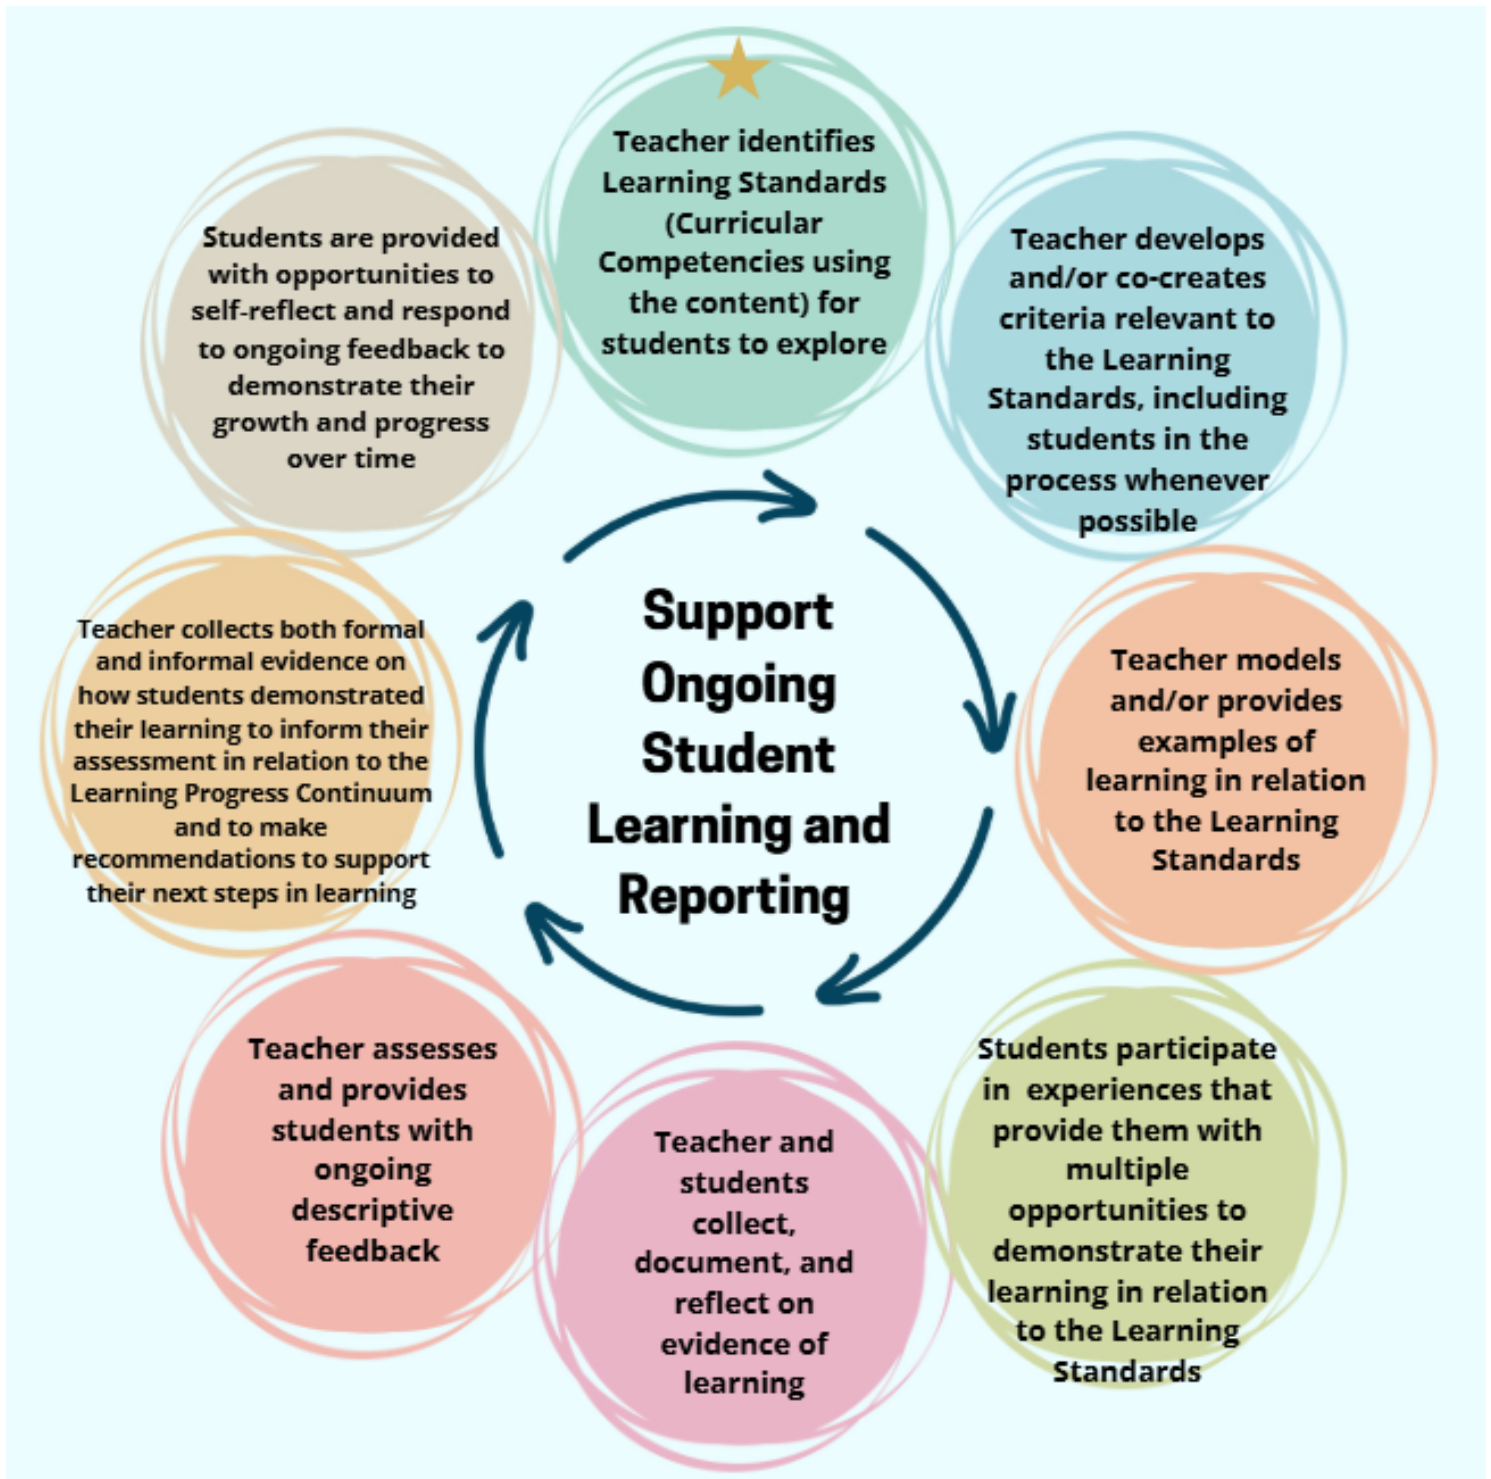 Teacher identifies
Learning Standards
(Curricular
Competencies using
the content) for
students to explore
Teacher develops
and/or co-creates
criteria relevant to
the Learning
Standards, including
students in the
process whenever
possible
Teacher models
and/or provides
examples of
learning in relation
to the Learning
Standards
Students participate
in experiences that
provide them with
multiple
opportunities to
demonstrate their
learning in relation
to the Learning
Standards
Teacher and
students
collect,
document, and
reflect on
evidence of
learning
Teacher assesses
and provides
students with
ongoing
descriptive
feedback
Teacher collects both formal
and informal evidence on
how students demonstrated
their learning to inform their
assessment in relation to the
Learning Progress Continuum
and to make
recommendations to support
their next steps in learning
Students are provided
with opportunities to
self-reflect and respond
to ongoing feedback to
demonstrate their
growth and progress
over time
Support
Ongoing
Student
Learning and
Reporting